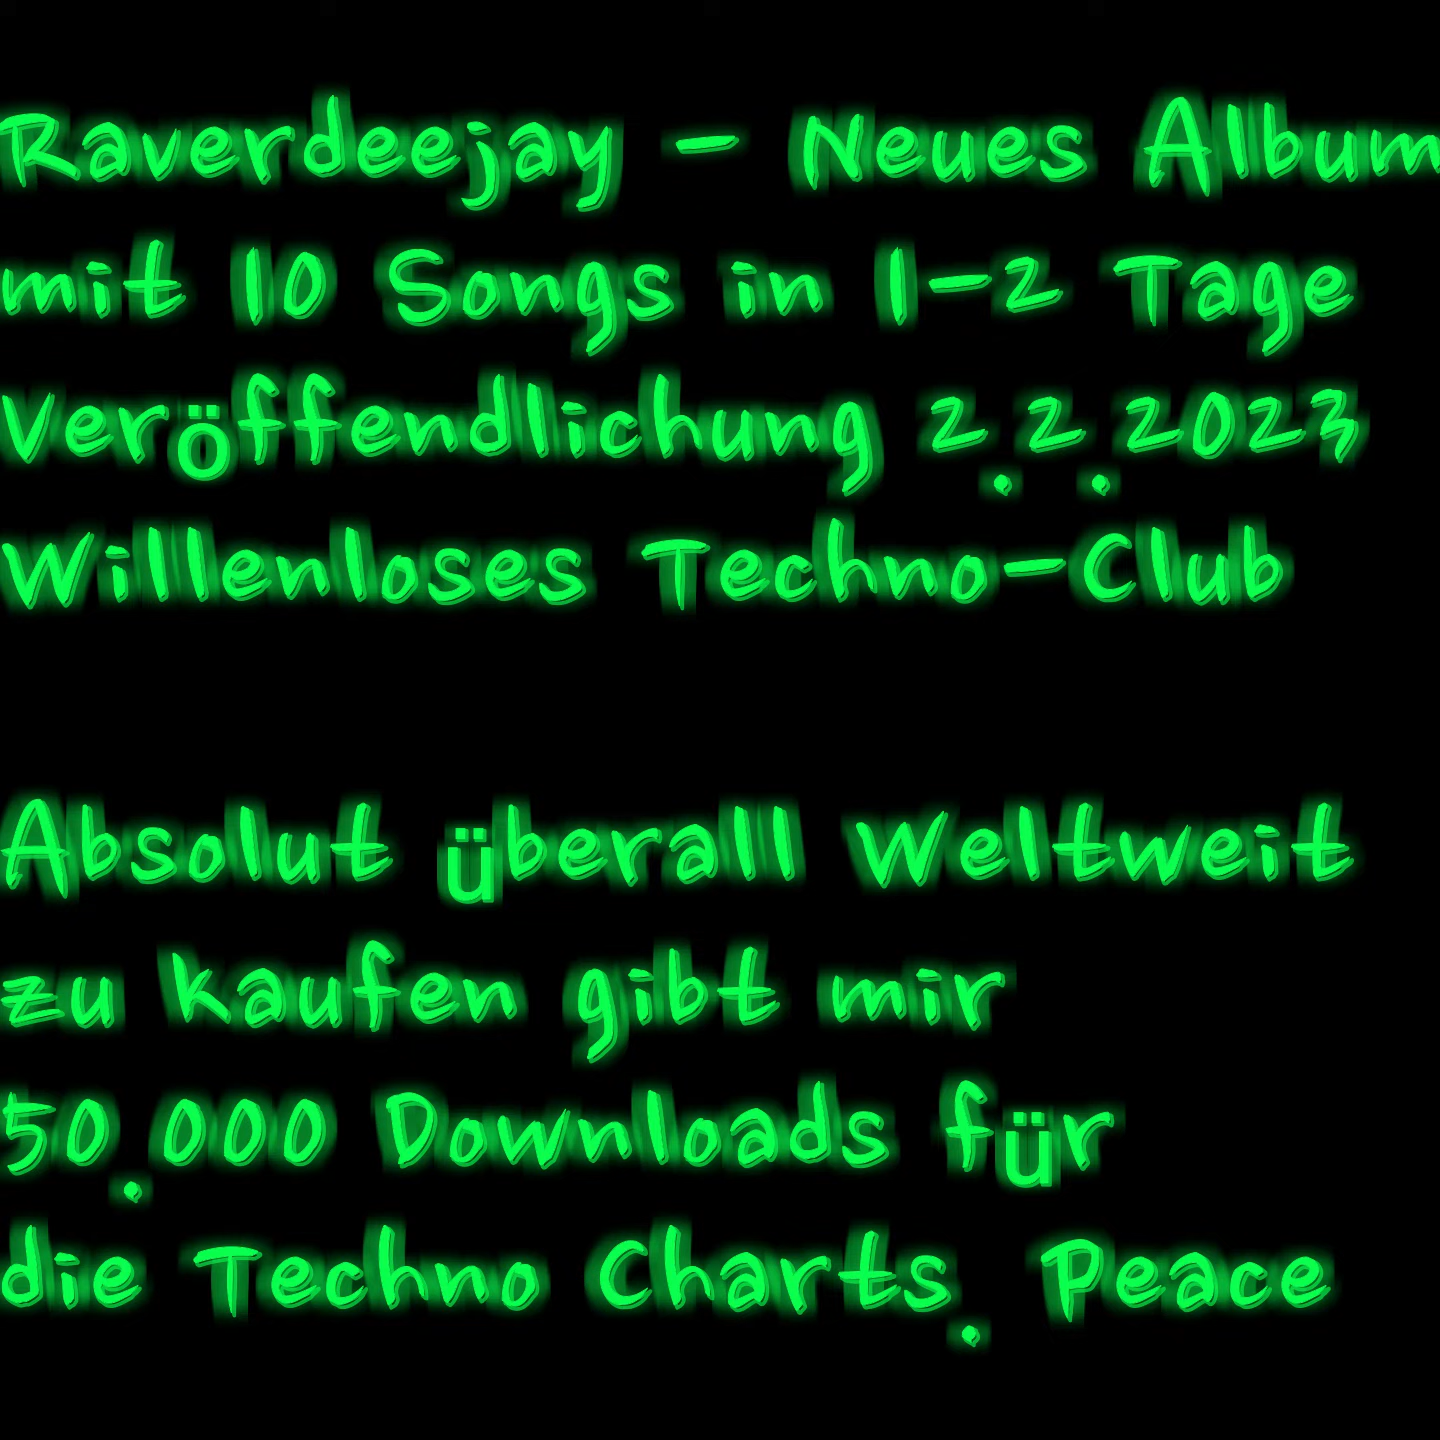 Raverdeejay - Neues Album
mit 10 Songs in 1-2 Tage
Veröffendlichung 2.2.2023
Willenloses Techno-Club
Absolut überall Weltweit
zu kaufen gibt mir
50.000 Downloads für
die Techno Charts. Peace